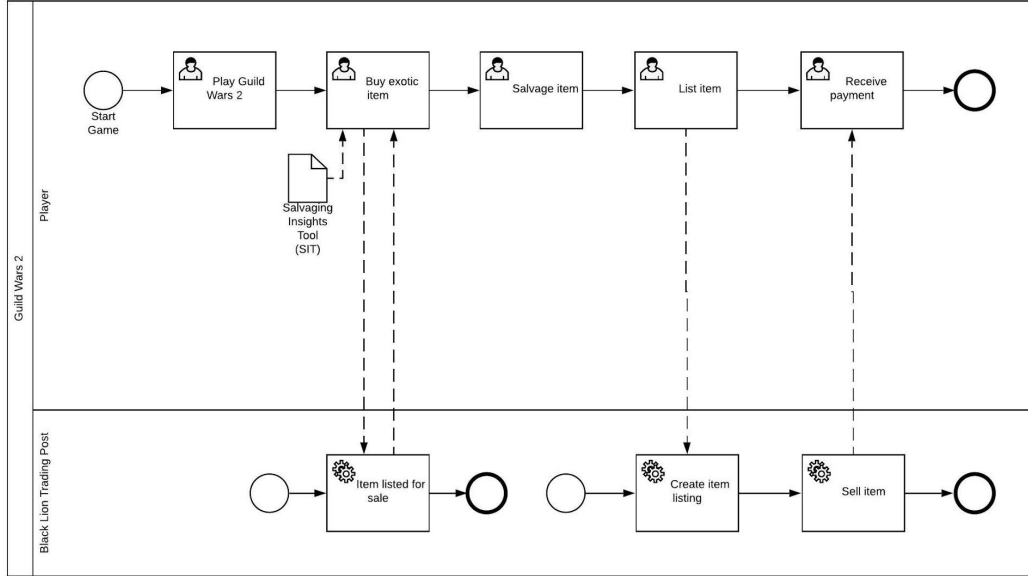 Guild Wars 2
Player
Start
Game
Play Guild
Wars 2
Buy exotic
item
Salvage item
List item
Receive
payment
Salvaging
Insights
Tool
(SIT)
Black Lion Trading Post
Item listed for
sale
Create item
listing
Sell item